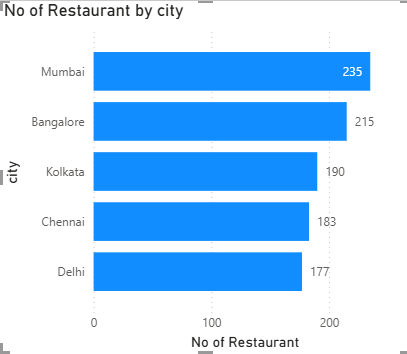 No of Restaurant by city
Mumbai 235
Bangalore 215
Kolkata 190
Chennai 183
Delhi 177
city
0 100 200
No of Restaurant